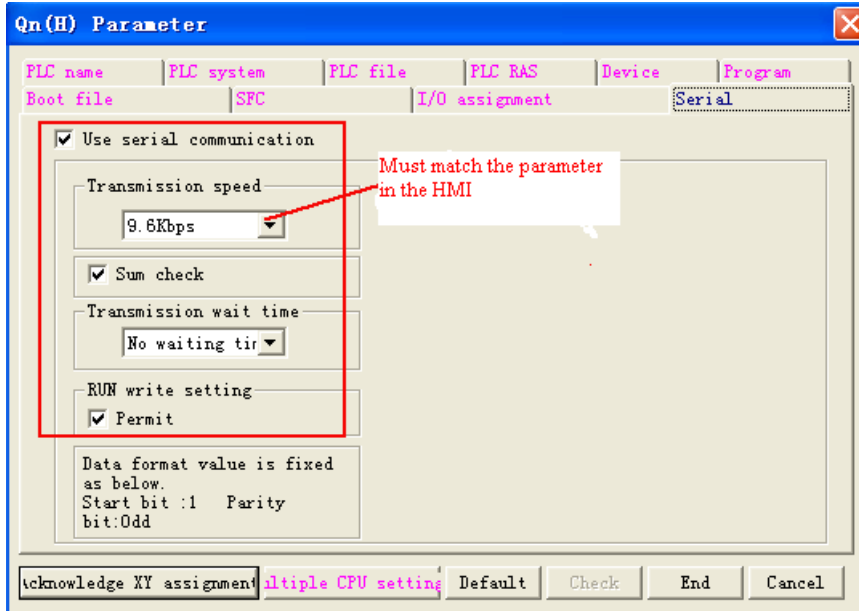 Qn(H) Parameter
PLC name PLC system PLC file PLC RAS Device Program
Boot file SFC I/O assignment Serial
Use serial communication
Must match the parameter
in the HMI
Transmission speed
9.6Kbps
Sum check
Transmission wait time
No waiting tir
RUN write setting
Permit
Data format value is fixed
as below.
Start bit :1 Parity
bit:Odd
cknowledge XY assignment ltiple CPU setting Default Check End Cancel